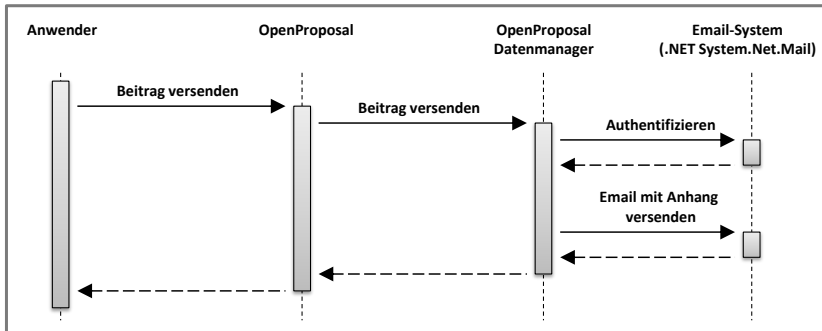 Anwender
OpenProposal
OpenProposal
Datenmanager
Email-System
(.NET System.Net.Mail)
Beitrag versenden
Beitrag versenden
Authentifizieren
Email mit Anhang
versenden